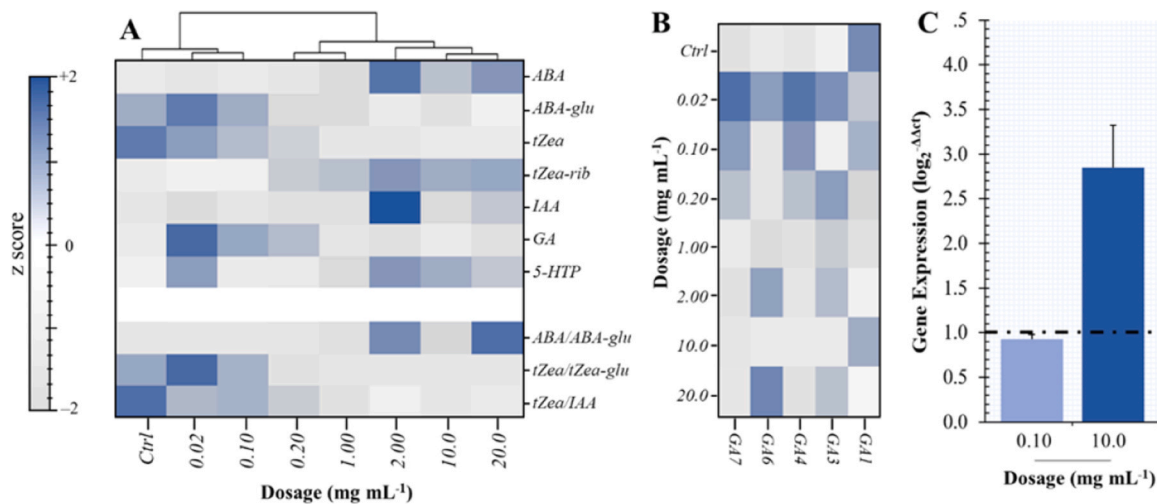 A
+2
+1
0
−2
z score
ABA
ABA-glu
tZea
tZea-rib
IAA
GA
5-HTP
ABA/ABA-glu
tZea/tZea-glu
tZea/IAA
Ctrl
0.02
0.10
0.20
1.00
2.00
10.0
20.0
Dosage (mg mL⁻¹)
B
Dosage (mg mL⁻¹)
Ctrl
0.02
0.10
0.20
1.00
2.00
10.0
20.0
GA7
GA6
GA4
GA3
GA1
C
Gene Expression (log₂⁻ΔΔct)
.5
4.0
3.5
3.0
2.5
2.0
1.5
1.0
0.5
0.0
0.10
10.0
Dosage (mg mL⁻¹)